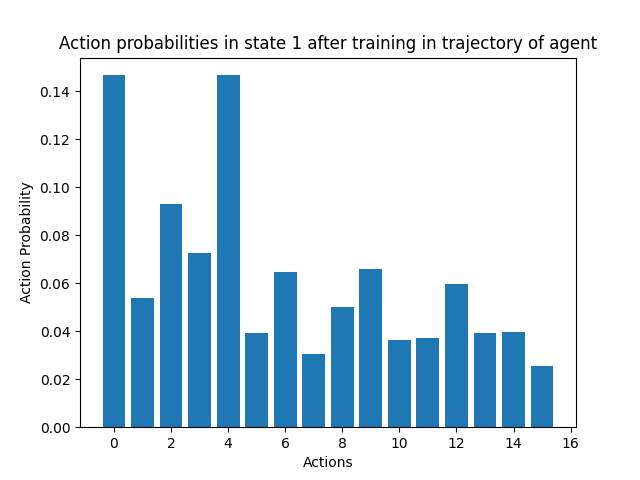 Action probabilities in state 1 after training in trajectory of agent
0.14
0.12
0.10
0.08
0.06
0.04
0.02
0.00
Action Probability
0 2 4 6 8 10 12 14 16
Actions